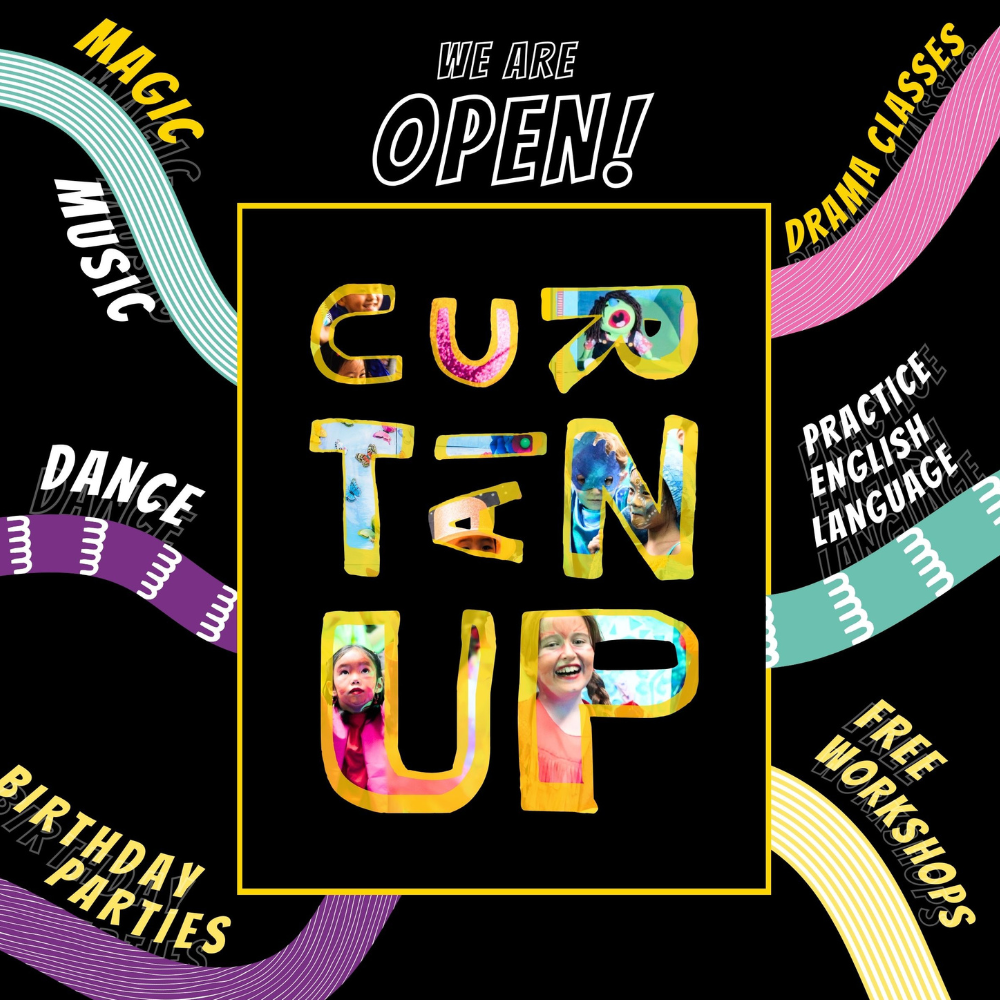 WE ARE
OPEN!
MAGIC
MUSIC
DANCE
BIRTHDAY
PARTIES
CUR
TAIN
UP
DRAMA CLASSES
PRACTICE
ENGLISH
LANGUAGE
FREE
WORKSHOPS